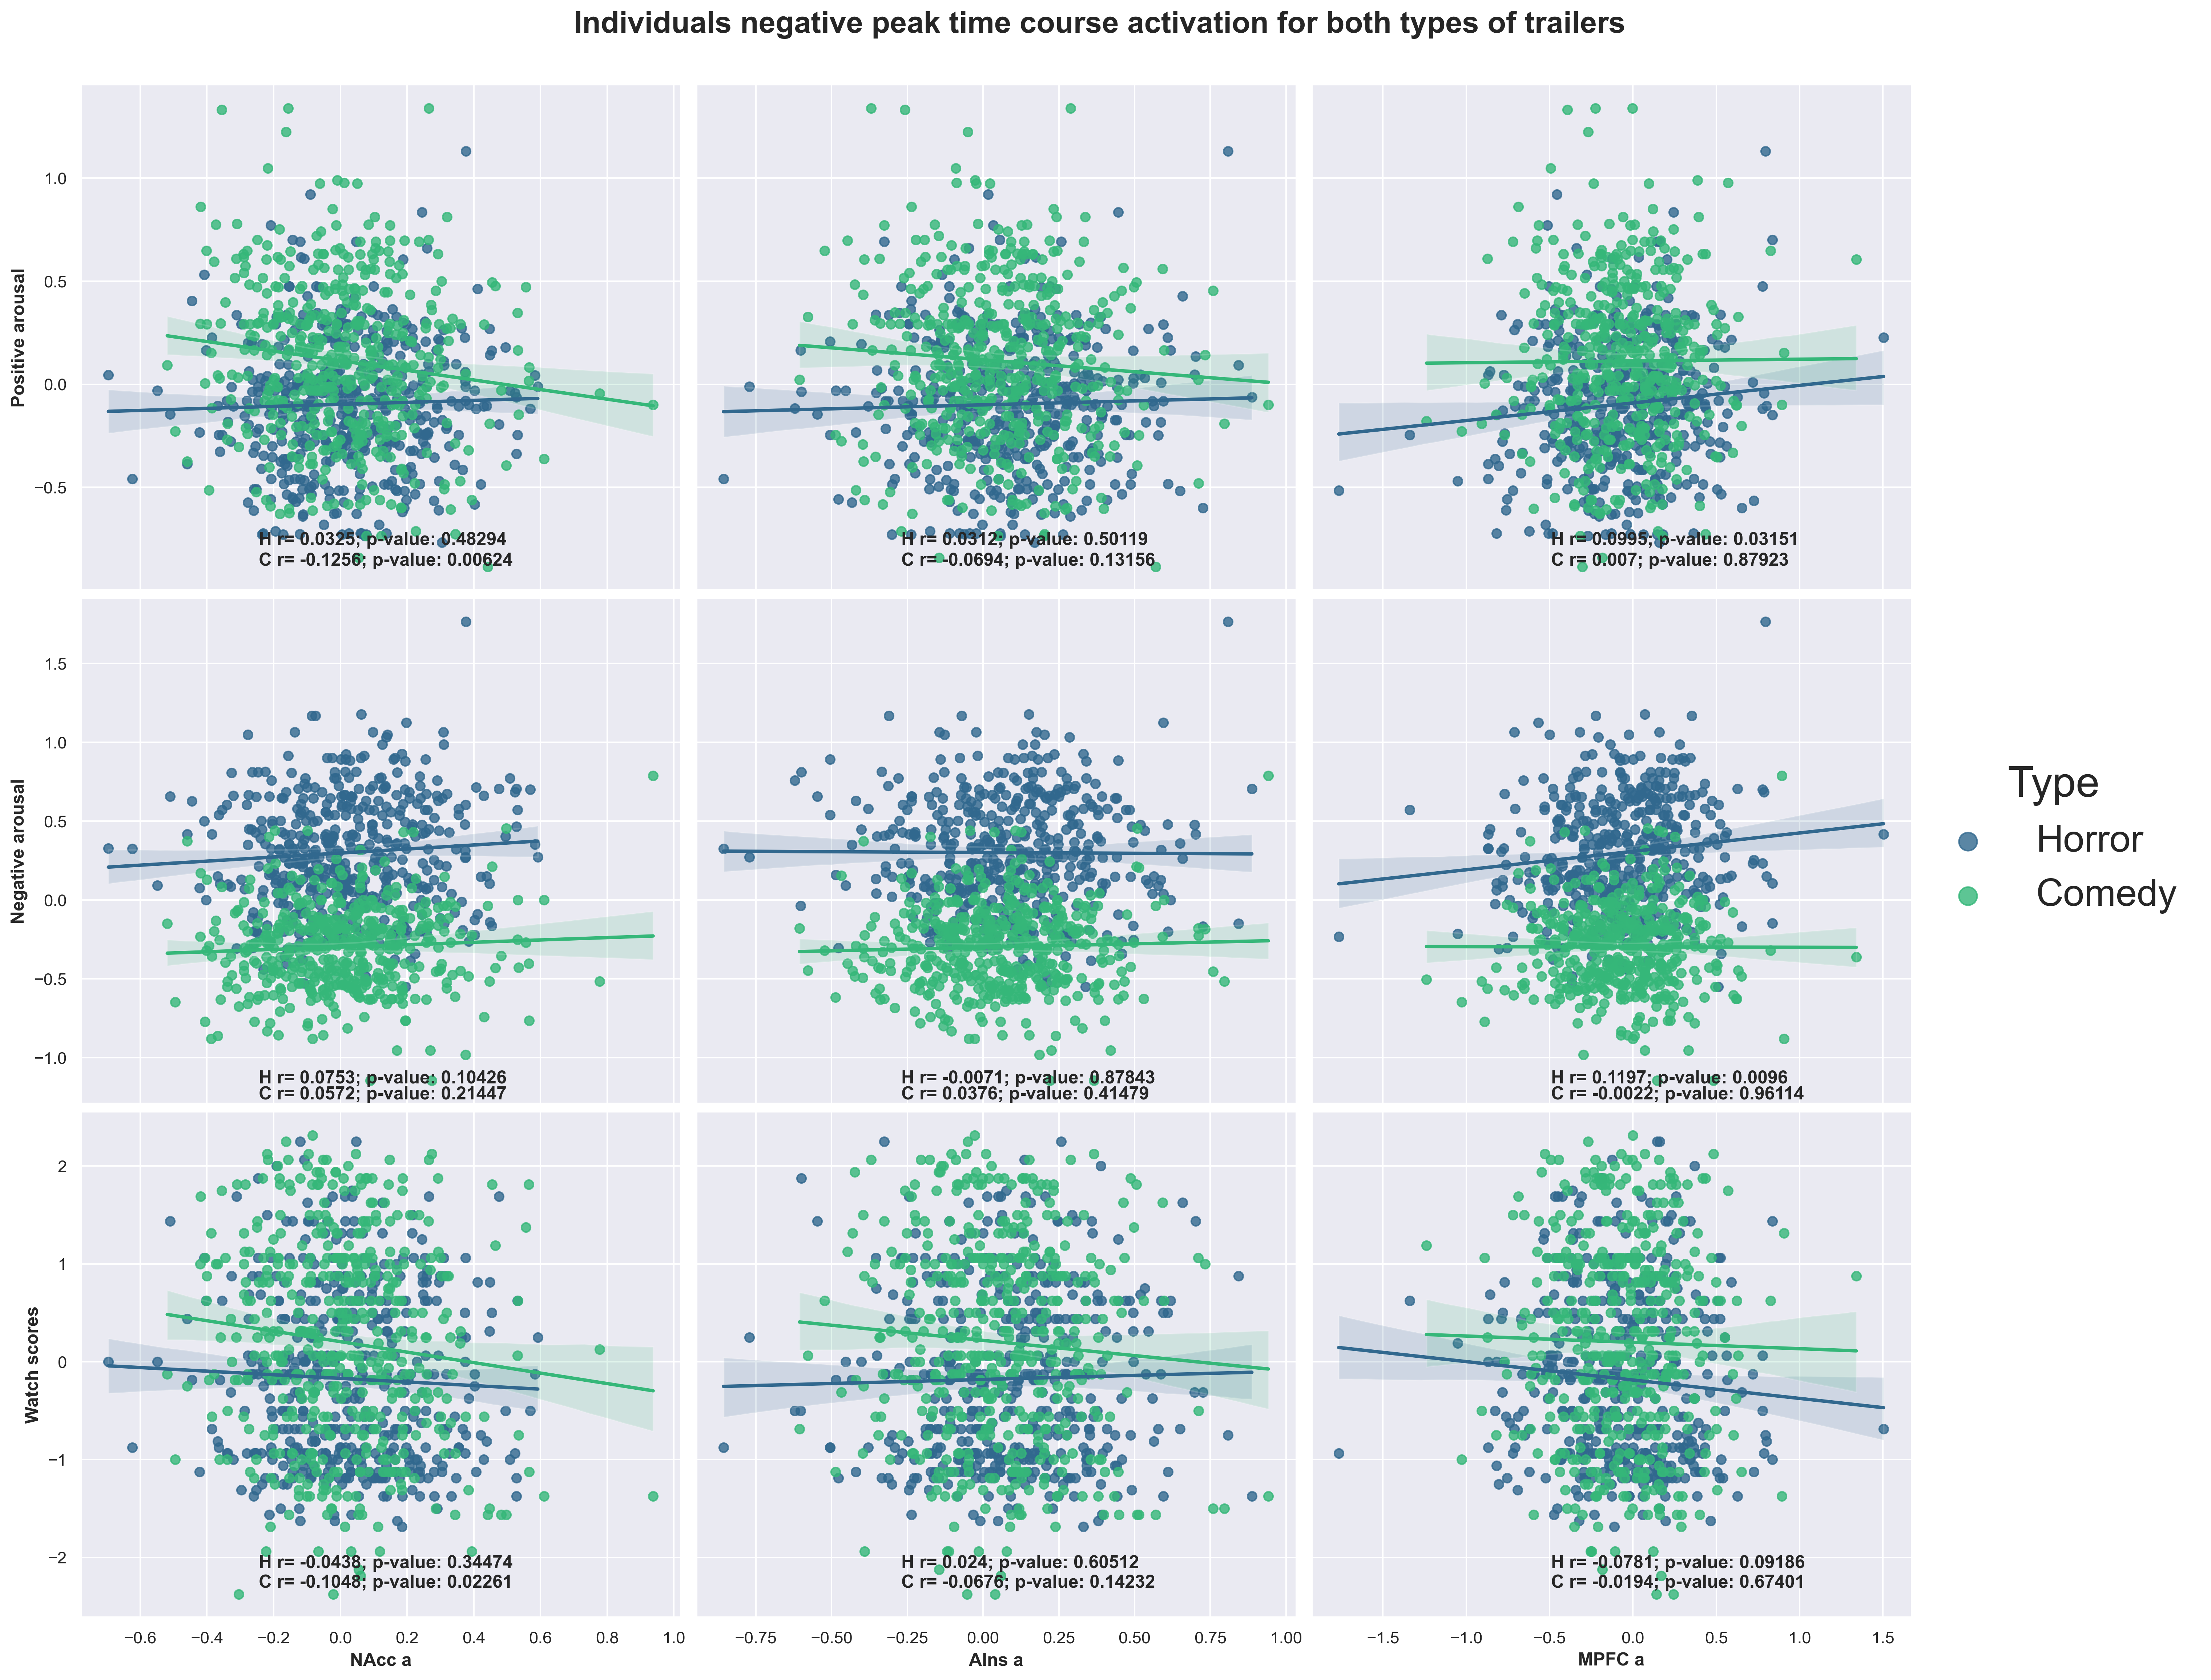 Individuals negative peak time course activation for both types of trailers
Positive arousal
1.0
0.5
0.0
−0.5
H r= 0.0325; p-value: 0.48294
C r= -0.1256; p-value: 0.00624
H r= 0.0312; p-value: 0.50119
C r= -0.0694; p-value: 0.13156
H r= 0.0995; p-value: 0.03151
C r= 0.007; p-value: 0.87923
Negative arousal
1.5
1.0
0.5
0.0
−0.5
−1.0
H r= 0.0753; p-value: 0.10426
C r= 0.0572; p-value: 0.21447
H r= -0.0071; p-value: 0.87843
C r= 0.0376; p-value: 0.41479
H r= 0.1197; p-value: 0.0096
C r= -0.0022; p-value: 0.96114
Type
Horror
Comedy
Watch scores
2
1
0
−1
−2
H r= -0.0438; p-value: 0.34474
C r= -0.1048; p-value: 0.02261
H r= 0.024; p-value: 0.60512
C r= -0.0676; p-value: 0.14232
H r= -0.0781; p-value: 0.09186
C r= -0.0194; p-value: 0.67401
−0.6 −0.4 −0.2 0.0 0.2 0.4 0.6 0.8 1.0
−0.75 −0.50 −0.25 0.00 0.25 0.50 0.75 1.00
−1.5 −1.0 −0.5 0.0 0.5 1.0 1.5
NAcc a
AIns a
MPFC a